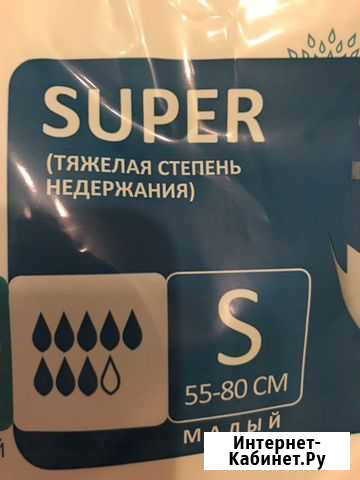 SUPER
(ТЯЖЕЛАЯ СТЕПЕНЬ
НЕДЕРЖАНИЯ)
S
55-80 СМ
МАЛЫЙ
Интернет-
Кабинет.Ру